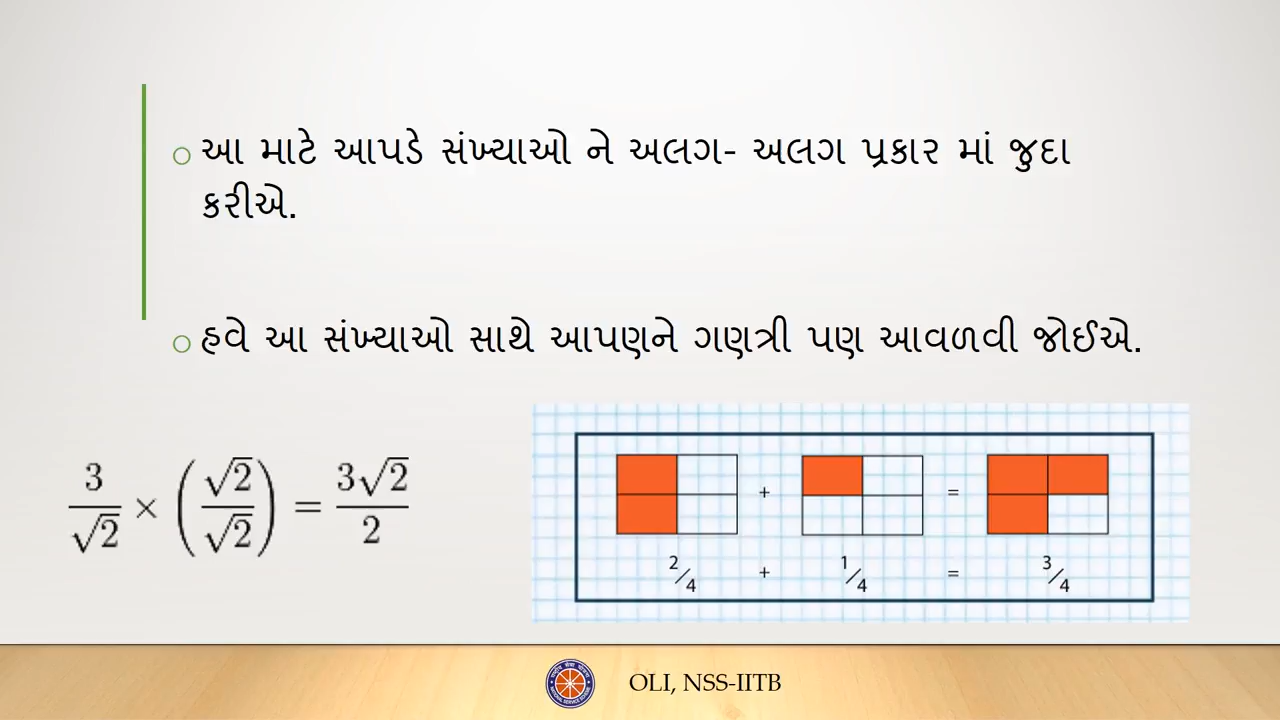 આ માટે આપડે સંખ્યાઓ ને અલગ- અલગ પ્રકાર માં જુદા
કરીએ.
હવે આ સંખ્યાઓ સાથે આપણને ગણત્રી પણ આવળવી જોઈએ.
3/√2 × (√2/√2) = 3√2/2
+ =
2/4 + 1/4 = 3/4
OLI, NSS-IITB